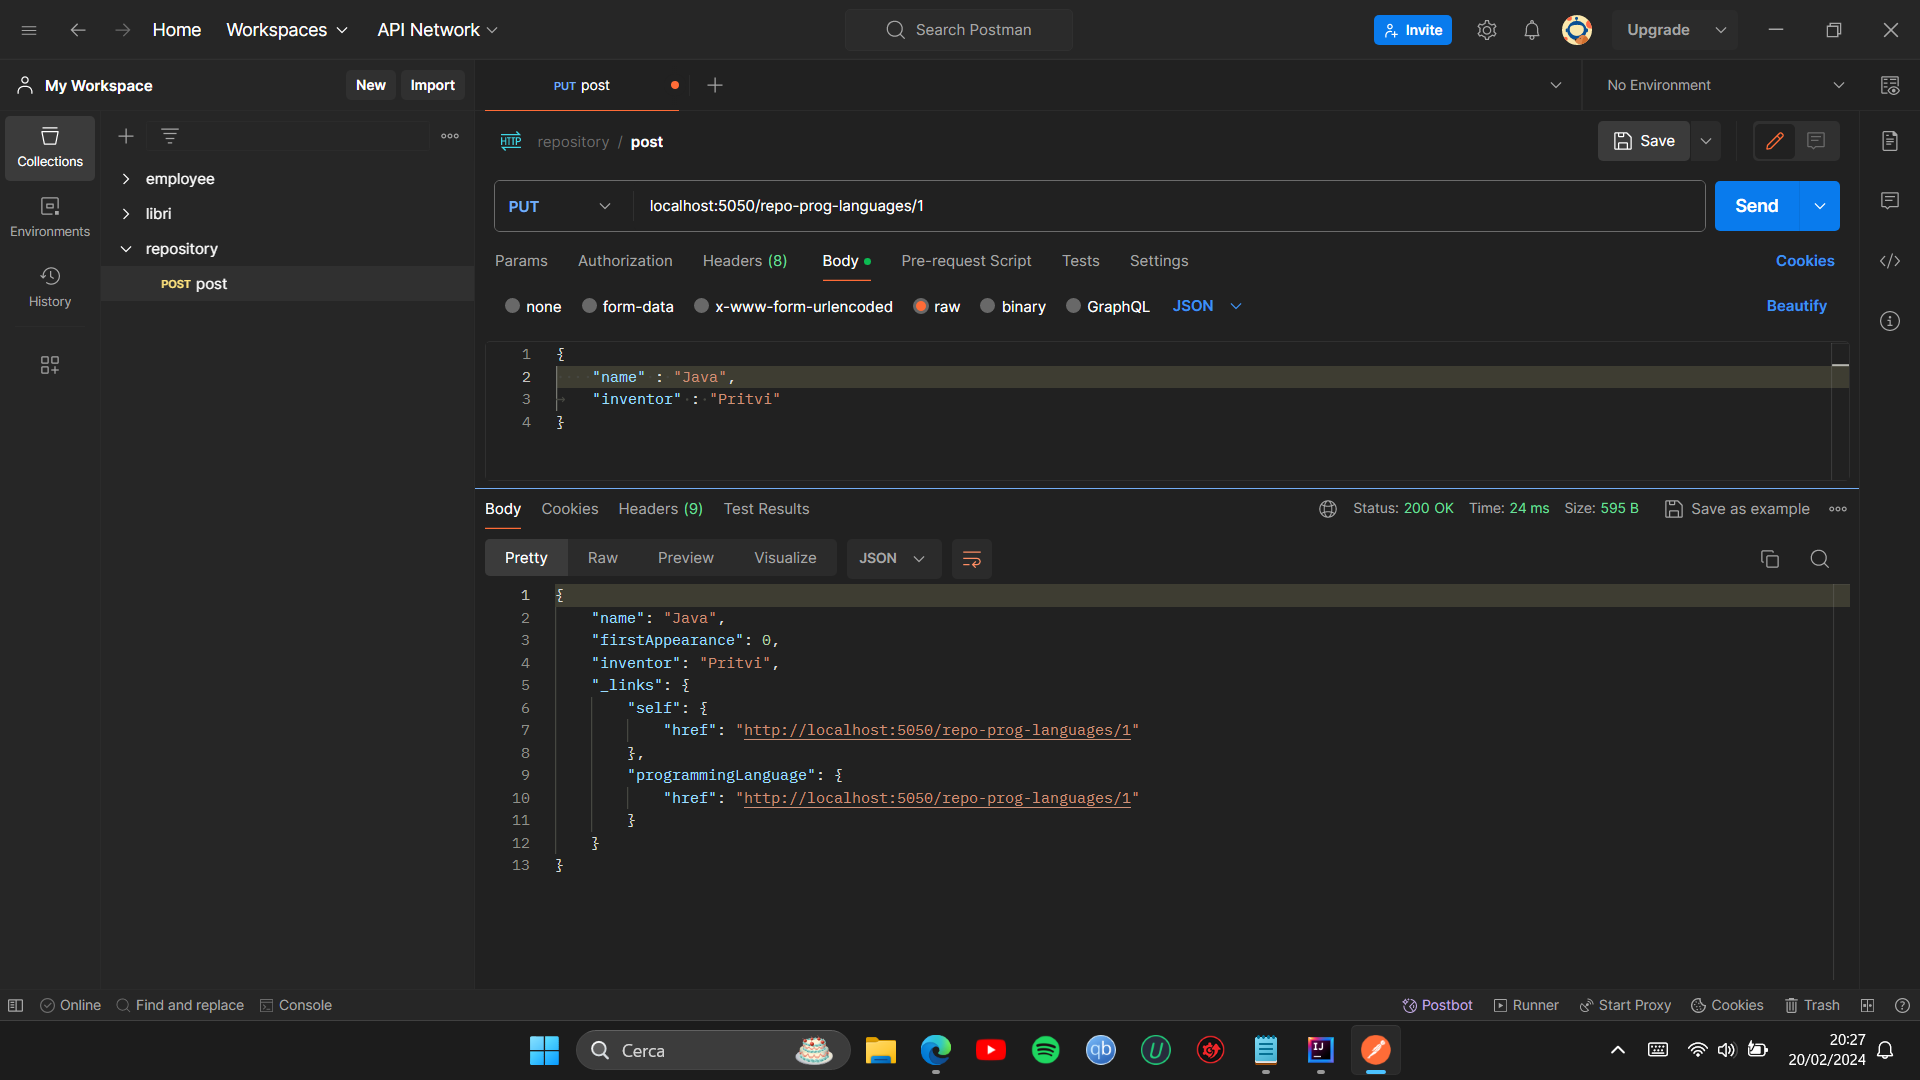 Home Workspaces API Network Search Postman Invite Upgrade
My Workspace New Import PUT post No Environment
Collections
Environments
History
employee
libri
repository
POST post
HTTP repository / post Save
PUT localhost:5050/repo-prog-languages/1 Send
Params Authorization Headers (8) Body Pre-request Script Tests Settings Cookies
none form-data x-www-form-urlencoded raw binary GraphQL JSON Beautify
1 {
2 "name" : "Java",
3 "inventor" : "Pritvi"
4 }
Body Cookies Headers (9) Test Results Status: 200 OK Time: 24 ms Size: 595 B Save as example
Pretty Raw Preview Visualize JSON
1 {
2 "name": "Java",
3 "firstAppearance": 0,
4 "inventor": "Pritvi",
5 "_links": {
6 "self": {
7 "href": "http://localhost:5050/repo-prog-languages/1"
8 },
9 "programmingLanguage": {
10 "href": "http://localhost:5050/repo-prog-languages/1"
11 }
12 }
13 }
Online Find and replace Console Postbot Runner Start Proxy Cookies Trash
Cerca qb U IJ 20:27
20/02/2024